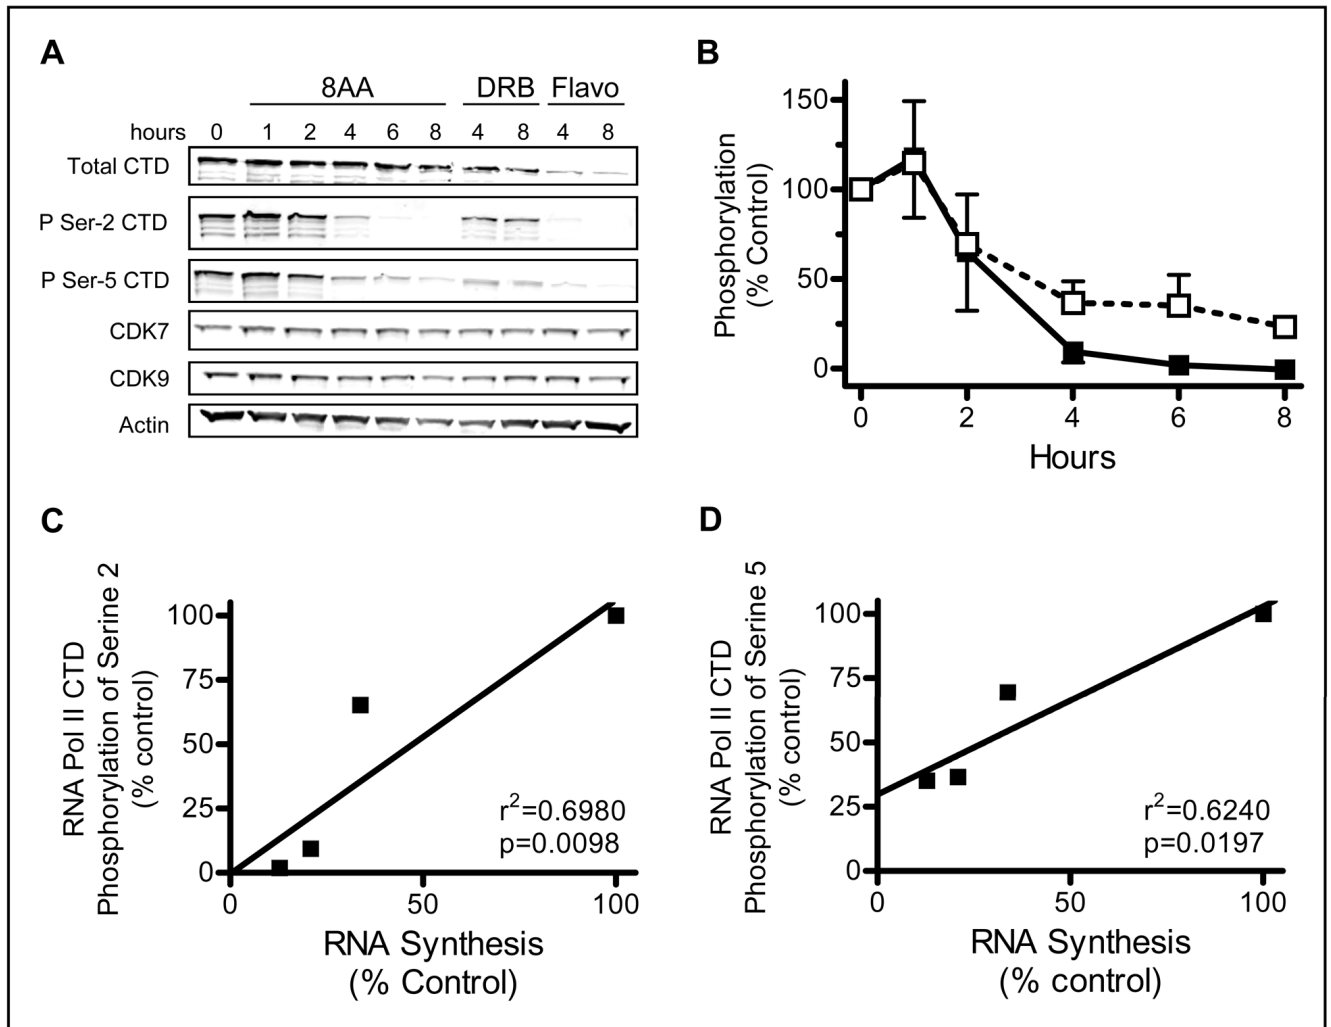 A
8AA DRB Flavo
hours 0 1 2 4 6 8 4 8 4 8
Total CTD
P Ser-2 CTD
P Ser-5 CTD
CDK7
CDK9
Actin
B
Phosphorylation
(% Control)
150
100
50
0
0 2 4 6 8
Hours
C
RNA Pol II CTD
Phosphorylation of Serine 2
(% control)
100
75
50
25
0
r²=0.6980
p=0.0098
0 50 100
RNA Synthesis
(% Control)
D
RNA Pol II CTD
Phosphorylation of Serine 5
(% control)
100
75
50
25
0
r²=0.6240
p=0.0197
0 50 100
RNA Synthesis
(% control)